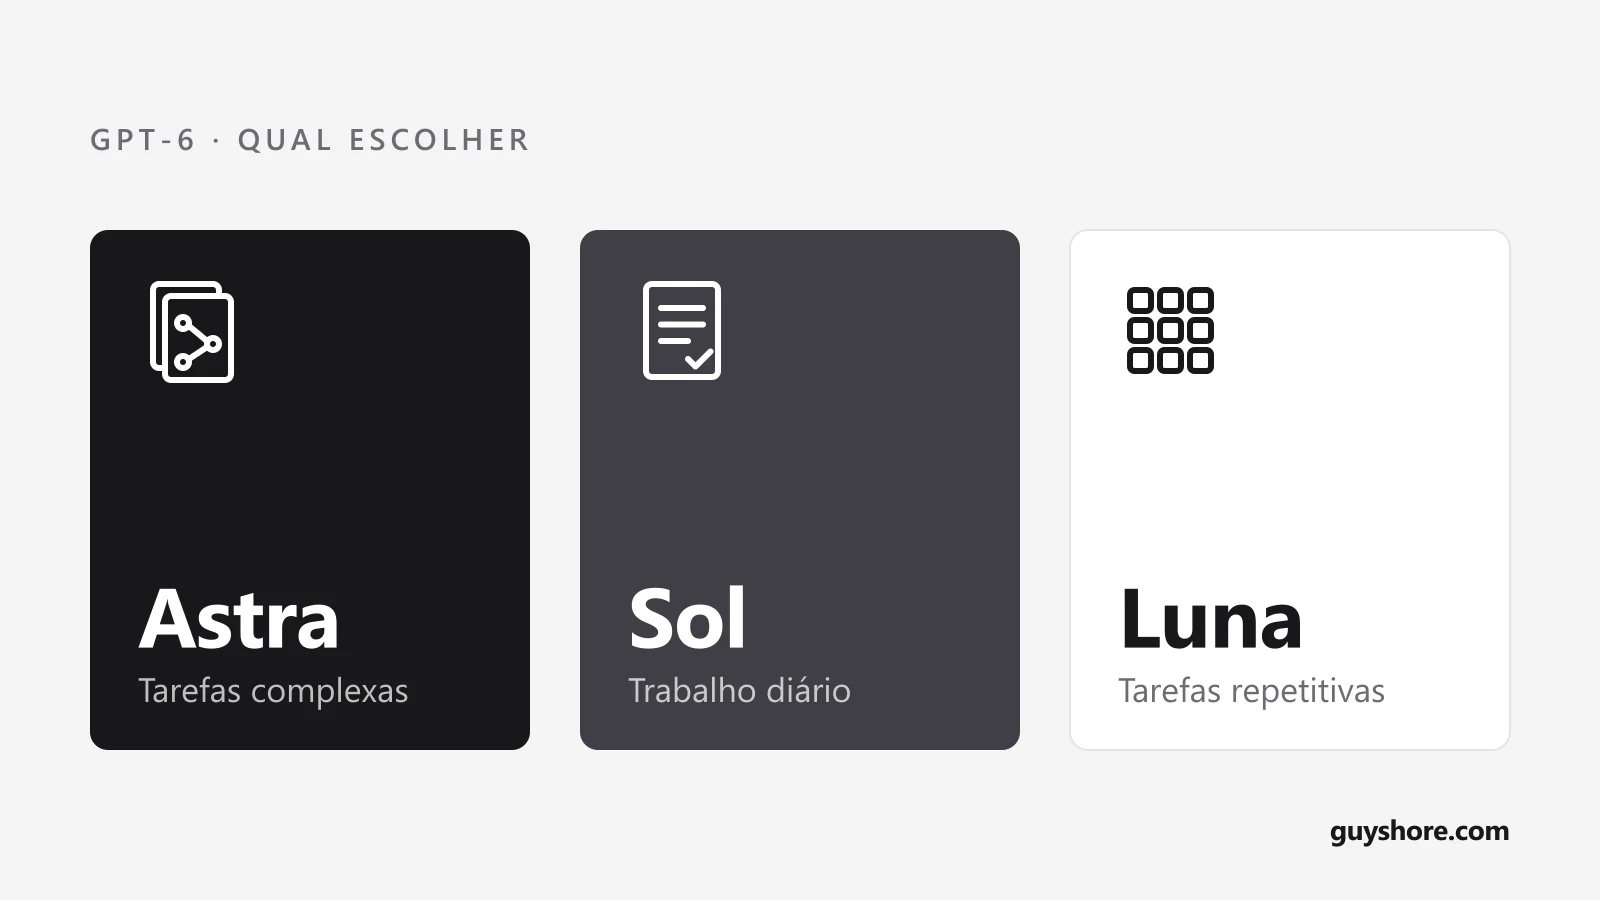 GPT-6 · QUAL ESCOLHER
Astra
Tarefas complexas
Sol
Trabalho diário
Luna
Tarefas repetitivas
guyshore.com